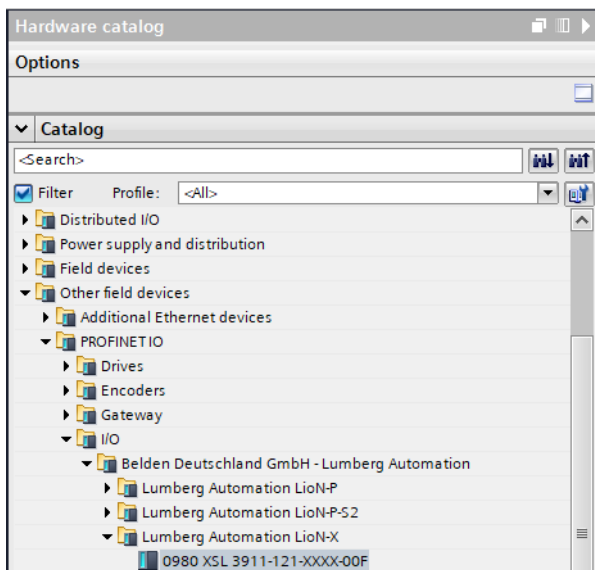 Hardware catalog
Options
Catalog
<Search>
Filter Profile: <All>
Distributed I/O
Power supply and distribution
Field devices
Other field devices
Additional Ethernet devices
PROFINET IO
Drives
Encoders
Gateway
I/O
Belden Deutschland GmbH - Lumberg Automation
Lumberg Automation LioN-P
Lumberg Automation LioN-P-S2
Lumberg Automation LioN-X
0980 XSL 3911-121-XXXX-00F